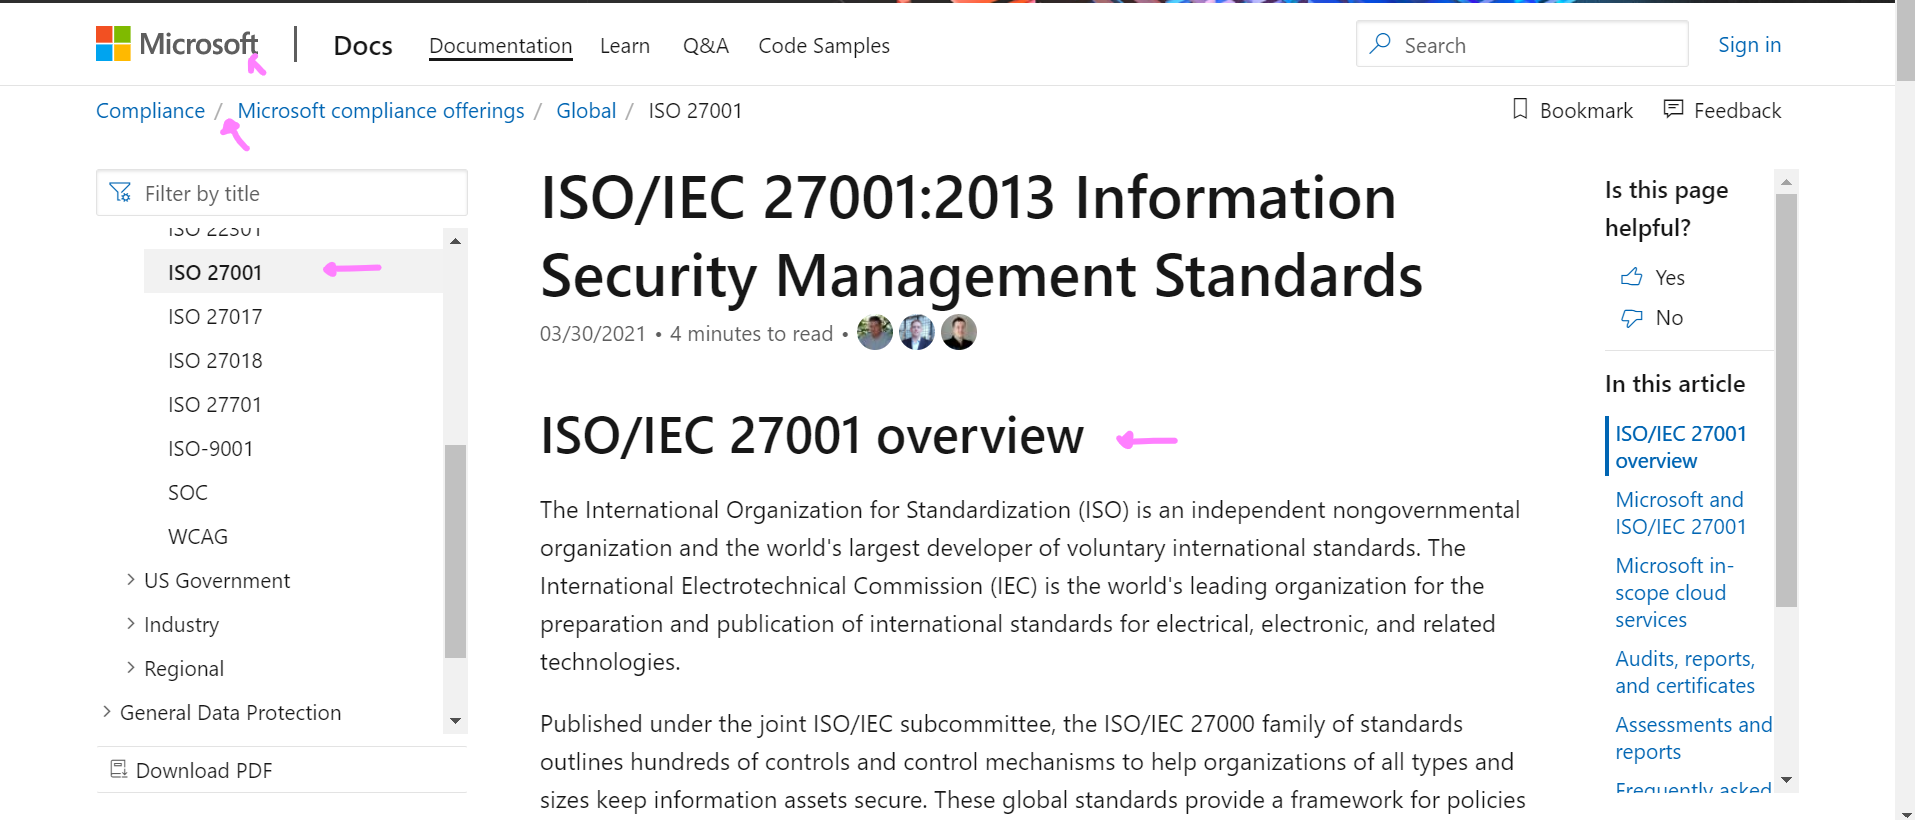 Microsoft | Docs Documentation Learn Q&A Code Samples Search Sign in
Compliance / Microsoft compliance offerings / Global / ISO 27001 Bookmark Feedback
Filter by title
ISO 22301
ISO 27001
ISO 27017
ISO 27018
ISO 27701
ISO-9001
SOC
WCAG
US Government
Industry
Regional
General Data Protection
Download PDF
ISO/IEC 27001:2013 Information
Security Management Standards
03/30/2021 • 4 minutes to read •
ISO/IEC 27001 overview
The International Organization for Standardization (ISO) is an independent nongovernmental
organization and the world's largest developer of voluntary international standards. The
International Electrotechnical Commission (IEC) is the world's leading organization for the
preparation and publication of international standards for electrical, electronic, and related
technologies.
Published under the joint ISO/IEC subcommittee, the ISO/IEC 27000 family of standards
outlines hundreds of controls and control mechanisms to help organizations of all types and
sizes keep information assets secure. These global standards provide a framework for policies
Is this page
helpful?
Yes
No
In this article
ISO/IEC 27001
overview
Microsoft and
ISO/IEC 27001
Microsoft in-
scope cloud
services
Audits, reports,
and certificates
Assessments and
reports
Frequently asked